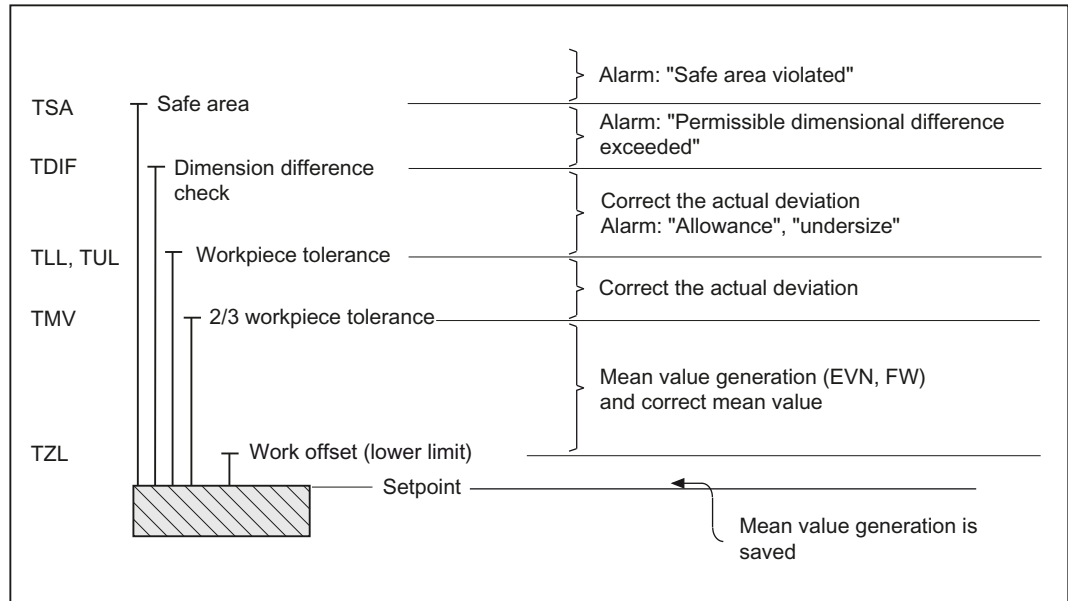 Alarm: "Safe area violated"
TSA
Safe area
Alarm: "Permissible dimensional difference
exceeded"
TDIF
Dimension difference
check
Correct the actual deviation
Alarm: "Allowance", "undersize"
TLL, TUL
Workpiece tolerance
Correct the actual deviation
TMV
2/3 workpiece tolerance
Mean value generation (EVN, FW)
and correct mean value
TZL
Work offset (lower limit)
Setpoint
Mean value generation is
saved